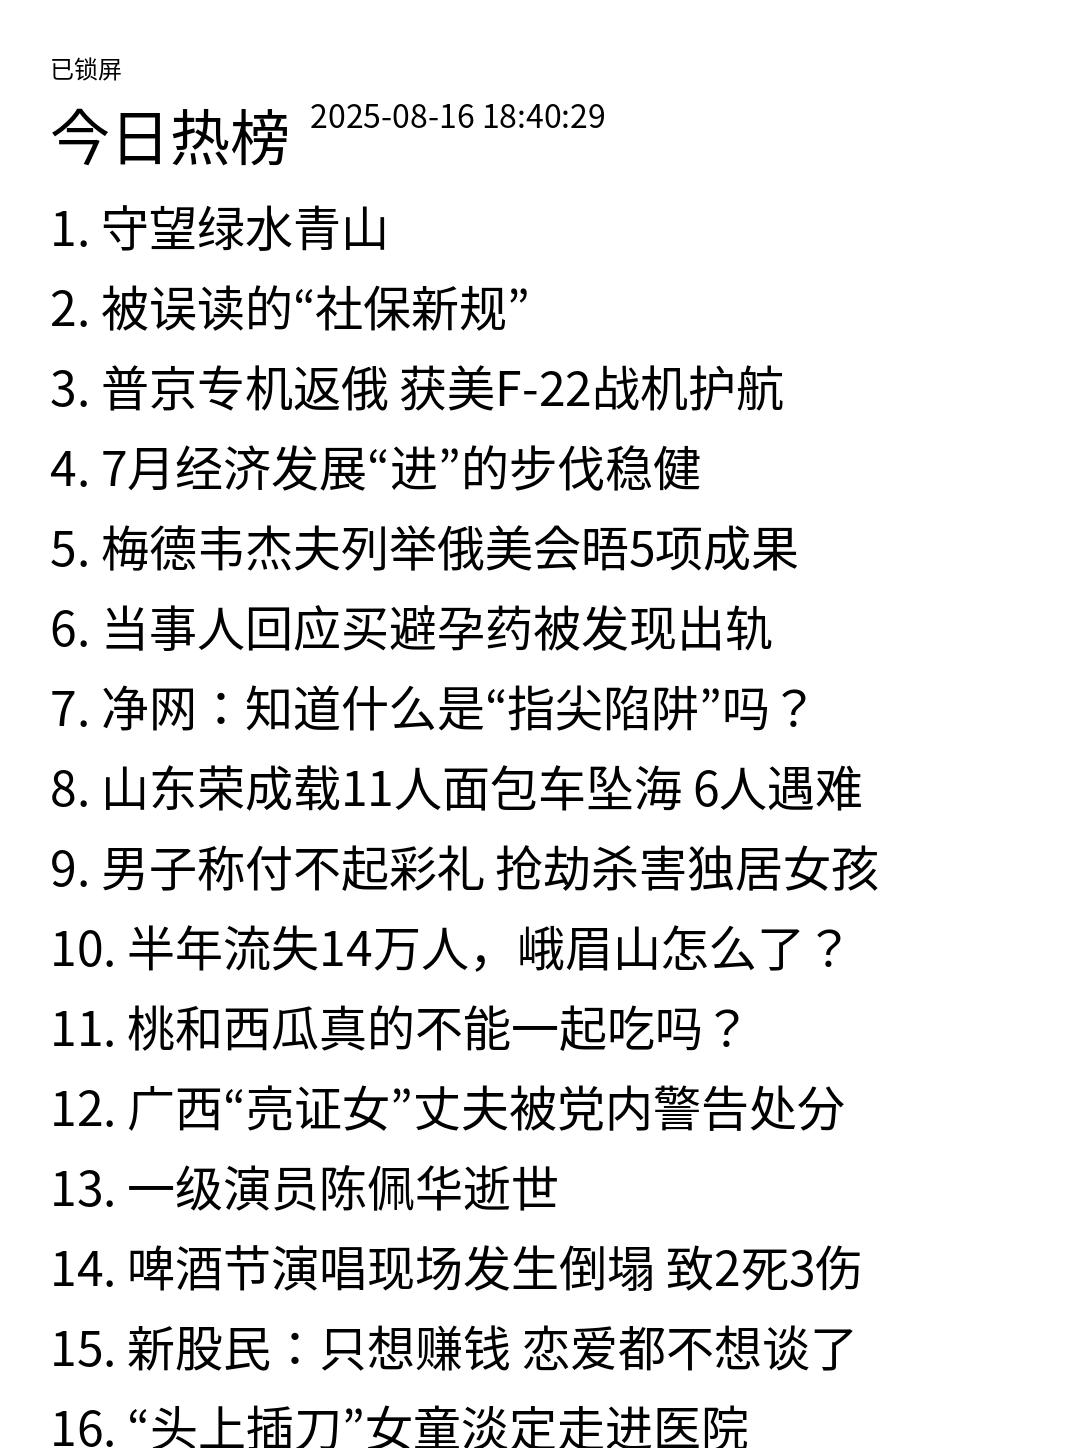 已锁屏
今日热榜 2025-08-16 18:40:29
1. 守望绿水青山
2. 被误读的“社保新规”
3. 普京专机返俄 获美F-22战机护航
4. 7月经济发展“进”的步伐稳健
5. 梅德韦杰夫列举俄美会晤5项成果
6. 当事人回应买避孕药被发现出轨
7. 净网：知道什么是“指尖陷阱”吗？
8. 山东荣成载11人面包车坠海 6人遇难
9. 男子称付不起彩礼 抢劫杀害独居女孩
10. 半年流失14万人，峨眉山怎么了？
11. 桃和西瓜真的不能一起吃吗？
12. 广西“亮证女”丈夫被党内警告处分
13. 一级演员陈佩华逝世
14. 啤酒节演唱现场发生倒塌 致2死3伤
15. 新股民：只想赚钱 恋爱都不想谈了
16. “头上插刀”女童淡定走进医院